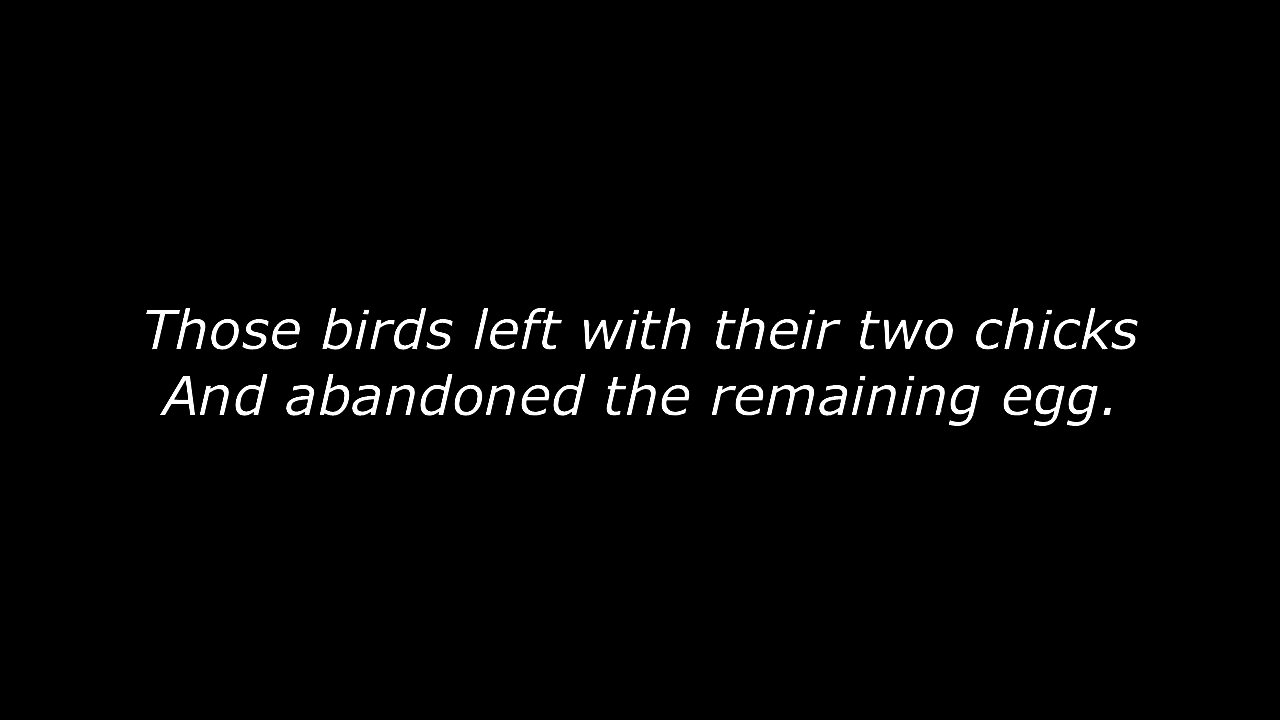 Those birds left with their two chicks
And abandoned the remaining egg.